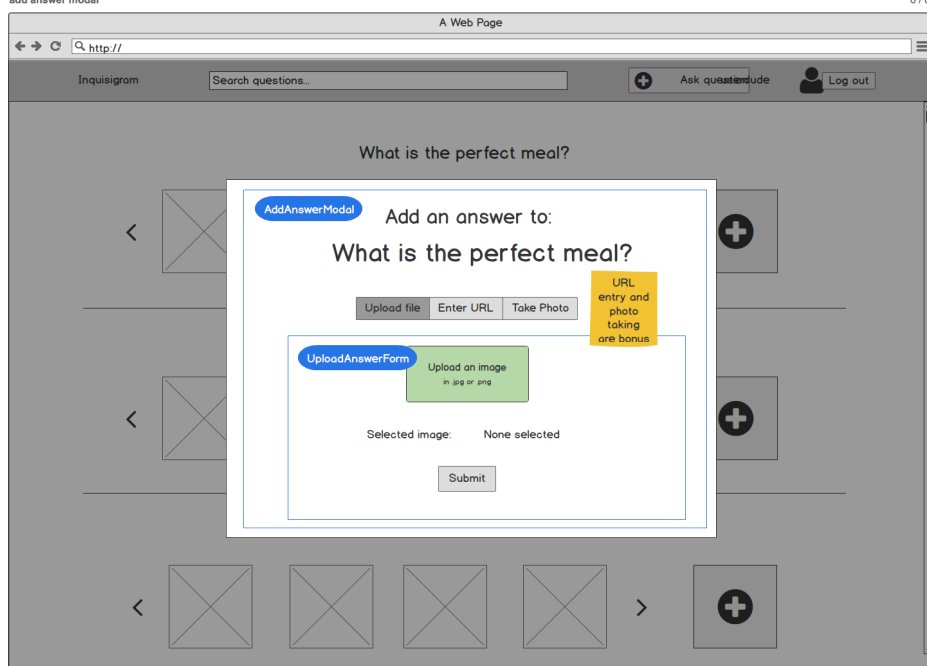 add answer modal
A Web Page
http://
Inquisigram
Search questions...
Ask question
Log out
What is the perfect meal?
AddAnswerModal
Add an answer to:
What is the perfect meal?
URL
entry and
photo
taking
are bonus
Upload file Enter URL Take Photo
UploadAnswerForm
Upload an image
in .jpg or .png
Selected image: None selected
Submit